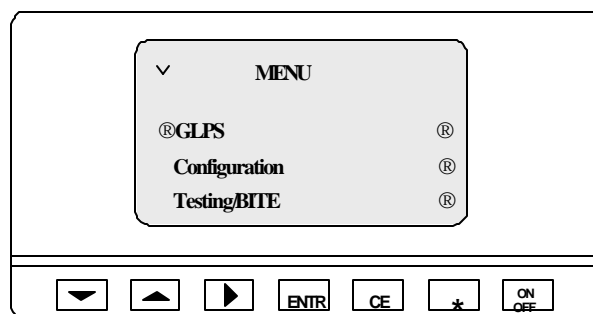 MENU
®GLPS ®
Configuration ®
Testing/BITE ®
ENTR CE * ON
OFF